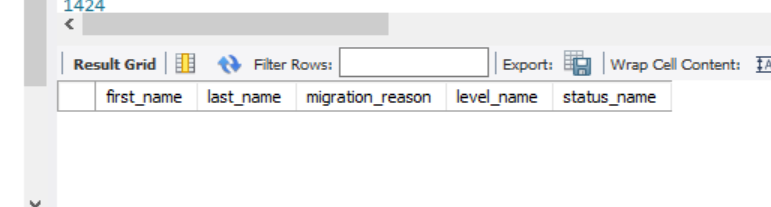 1424
Result Grid Filter Rows: Export: Wrap Cell Content:
first_name last_name migration_reason level_name status_name